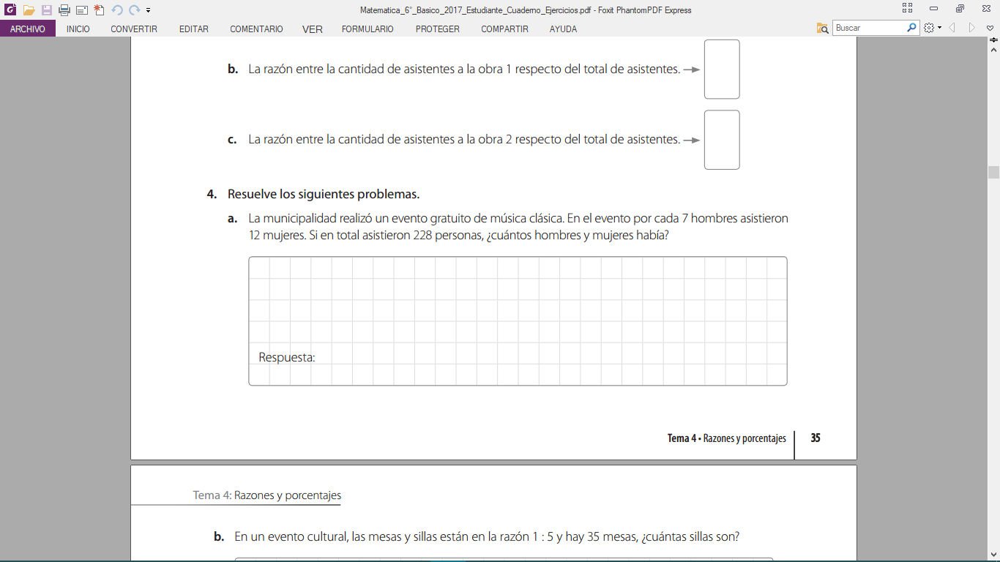 Matematica_6°_Basico_2017_Estudiante_Cuaderno_Ejercicios.pdf - Foxit PhantomPDF Express
ARCHIVO INICIO CONVERTIR EDITAR COMENTARIO VER FORMULARIO PROTEGER COMPARTIR AYUDA Buscar
b. La razón entre la cantidad de asistentes a la obra 1 respecto del total de asistentes.
c. La razón entre la cantidad de asistentes a la obra 2 respecto del total de asistentes.
4. Resuelve los siguientes problemas.
a. La municipalidad realizó un evento gratuito de música clásica. En el evento por cada 7 hombres asistieron
12 mujeres. Si en total asistieron 228 personas, ¿cuántos hombres y mujeres había?
Respuesta:
Tema 4 • Razones y porcentajes 35
Tema 4: Razones y porcentajes
b. En un evento cultural, las mesas y sillas están en la razón 1 : 5 y hay 35 mesas, ¿cuántas sillas son?